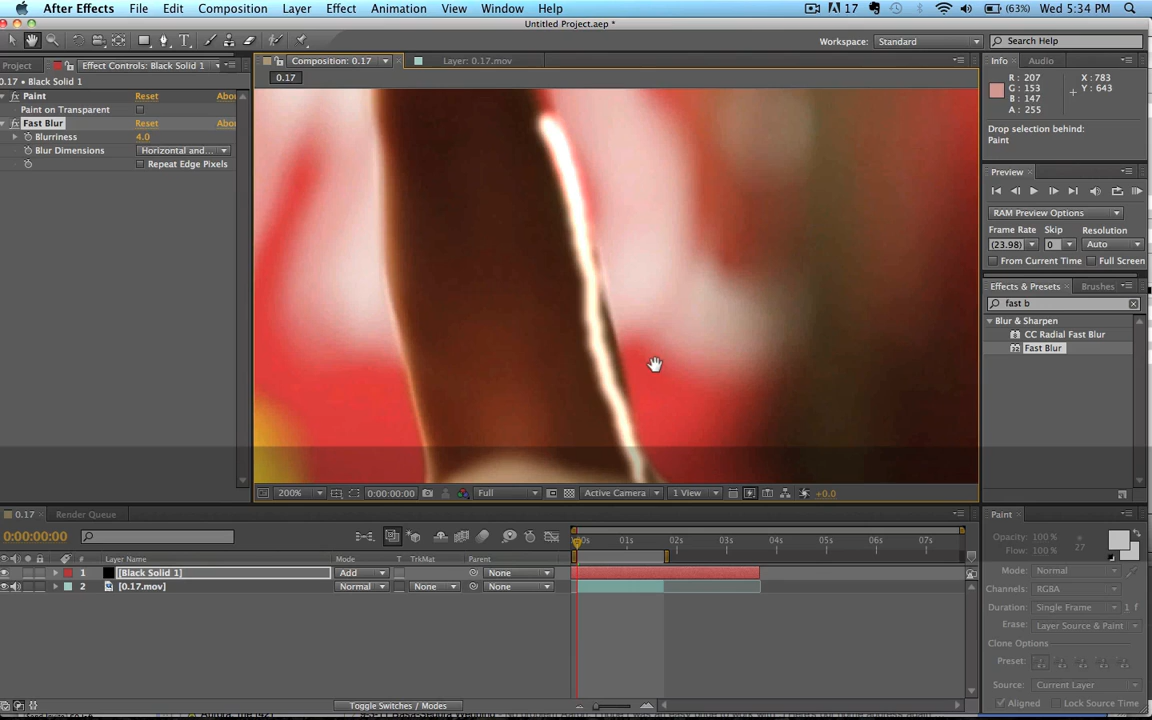 After Effects File Edit Composition Layer Effect Animation View Window Help 17 (63%) Wed 5:34 PM
Untitled Project.aep *
Workspace: Standard Search Help
Project Effect Controls: Black Solid 1 Composition: 0.17 Layer: 0.17.mov Info Audio
0.17 • Black Solid 1 0.17
fx Paint Reset Abou
Paint on Transparent
fx Fast Blur Reset Abou
Blurriness 4.0
Blur Dimensions Horizontal and...
Repeat Edge Pixels
R: 207 X: 783
G: 153 Y: 643
B: 147
A: 255
Drop selection behind:
Paint
Preview
RAM Preview Options
Frame Rate Skip Resolution
(23.98) 0 Auto
From Current Time Full Screen
Effects & Presets Brushes
fast b
Blur & Sharpen
CC Radial Fast Blur
Fast Blur
200% 0:00:00:00 Full Active Camera 1 View +0.0
0.17 Render Queue
0:00:00:00
01s 02s 03s 04s 05s 06s 07s
# Layer Name Mode T TrkMat Parent
1 [Black Solid 1] Add None
2 [0.17.mov] Normal None None
Toggle Switches / Modes
Paint
Opacity: 100 %
Flow: 100 % 27
Mode: Normal
Channels: RGBA
Duration: Single Frame 1 f
Erase: Layer Source & Paint
Clone Options
Preset:
Source: Current Layer
Aligned Lock Source Time